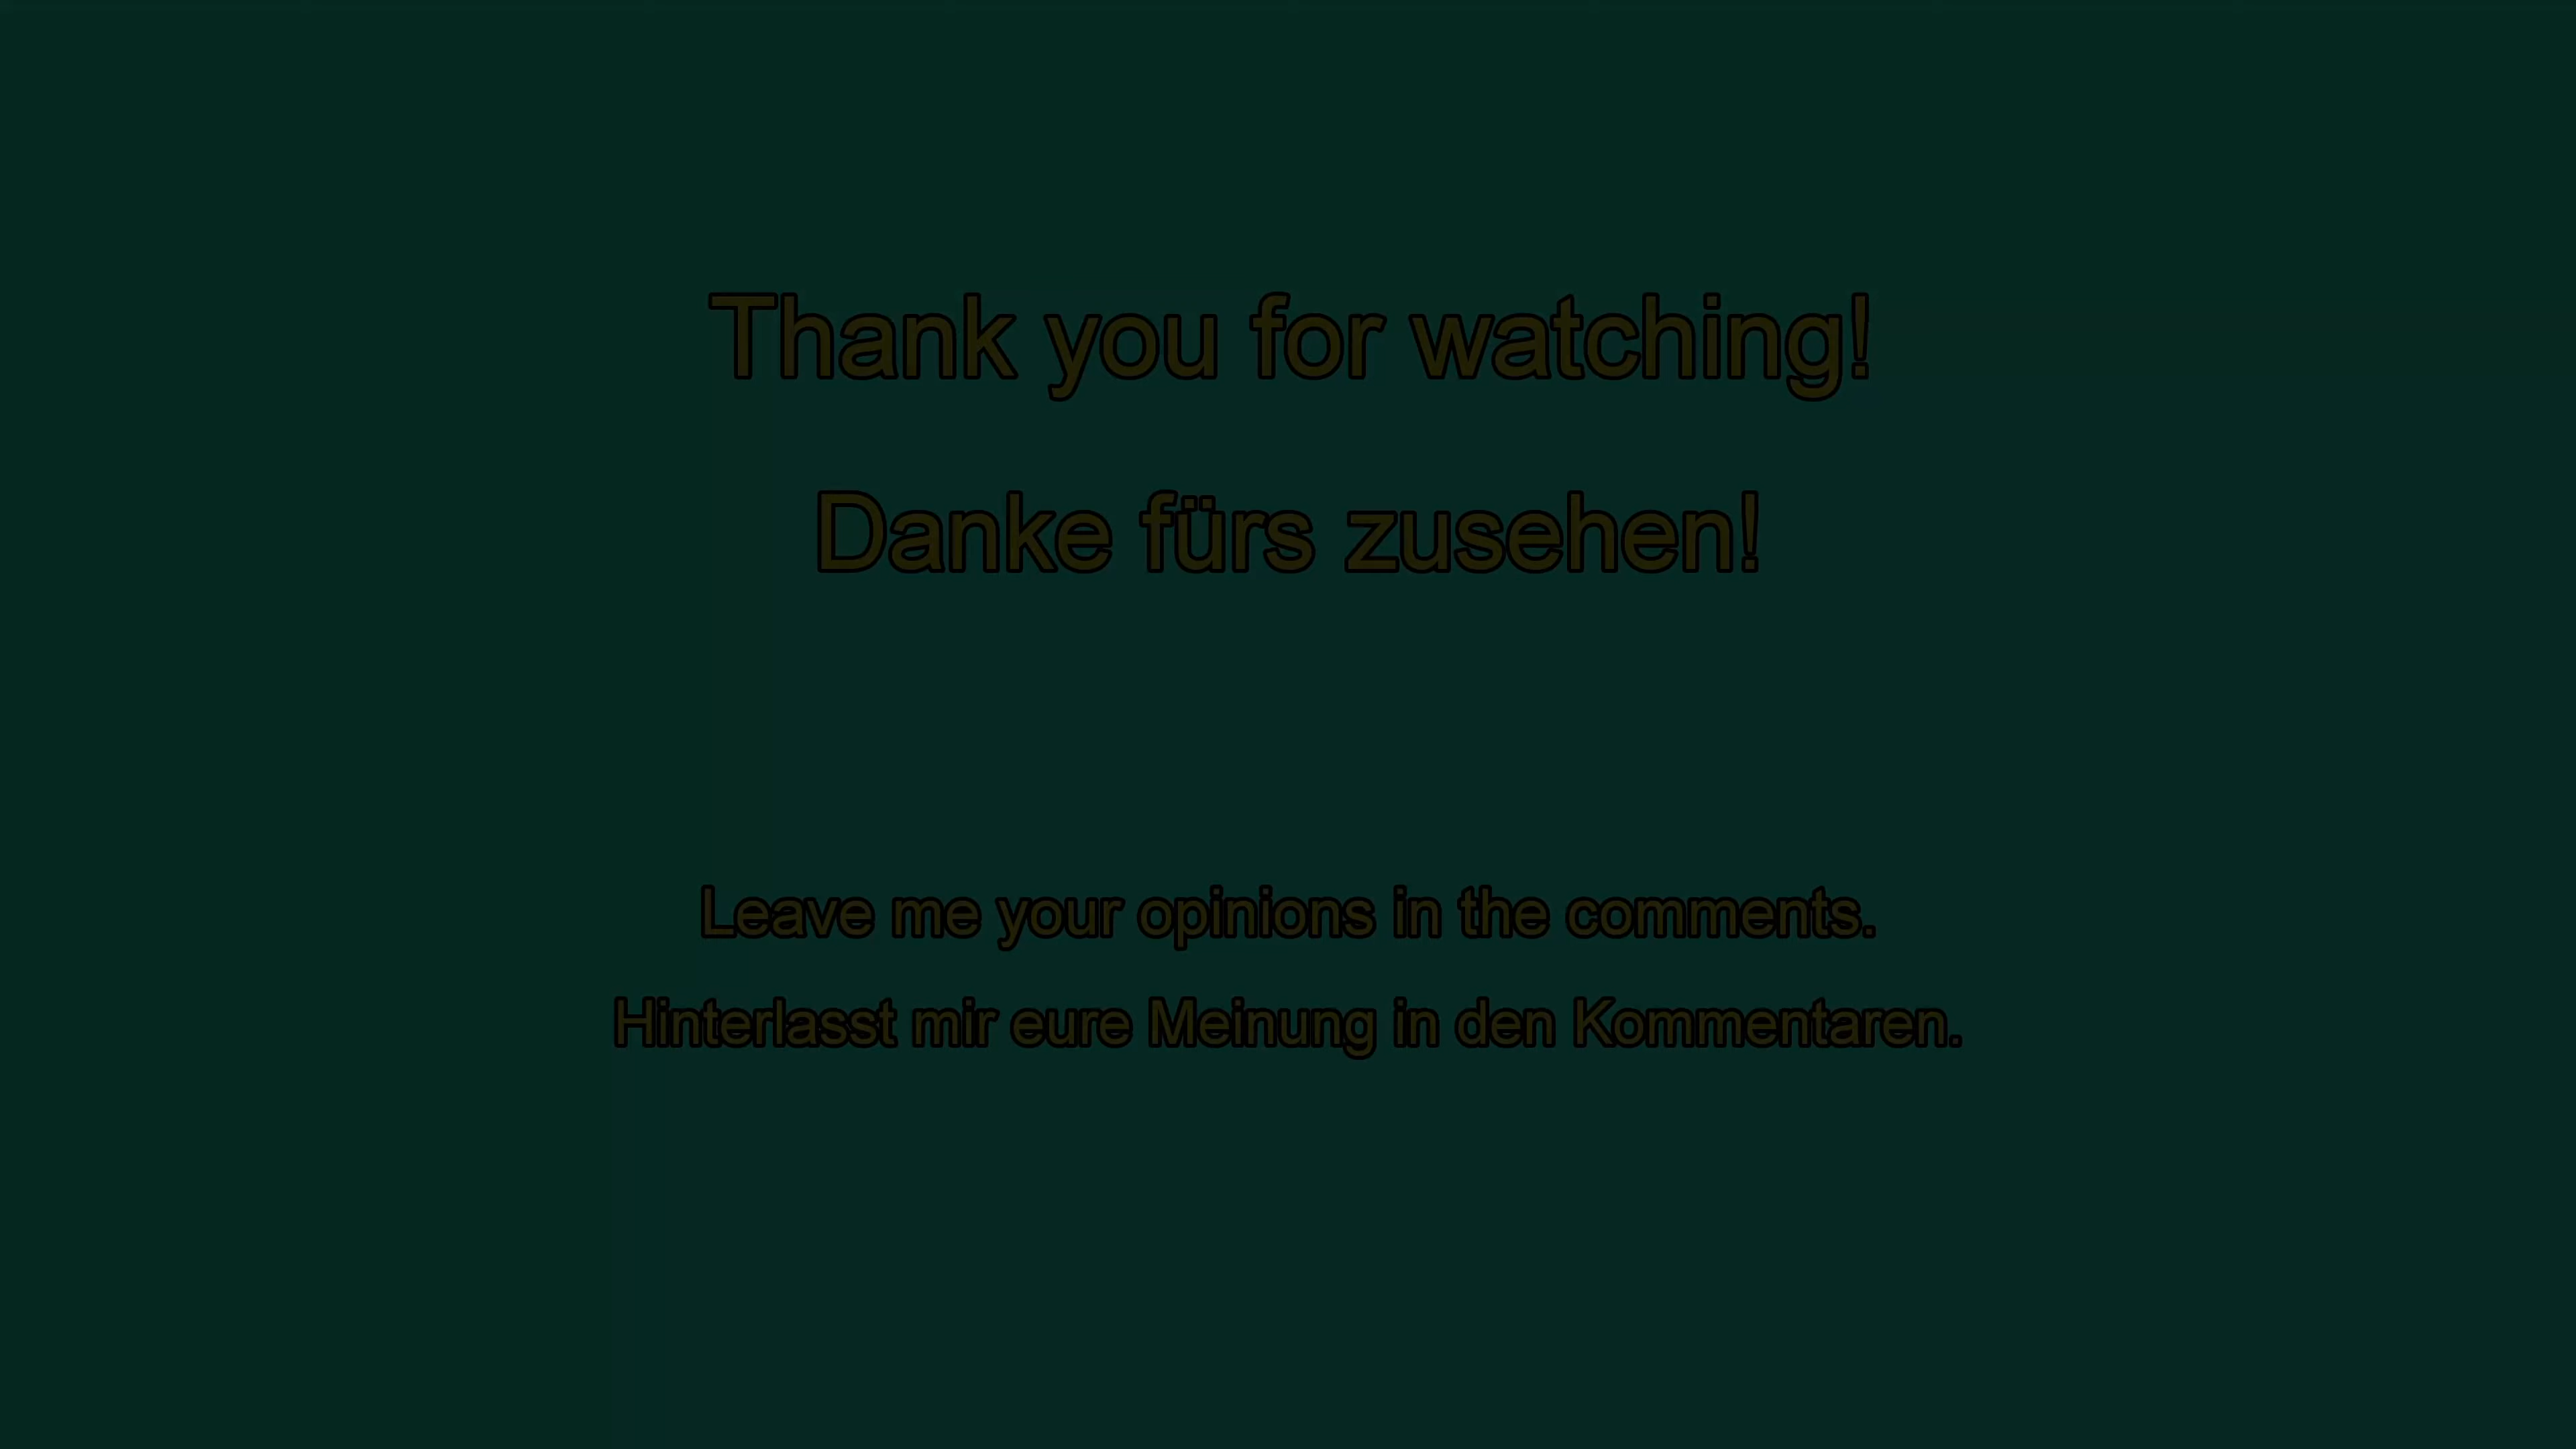 Thank you for watching!
Danke fürs zusehen!
Leave me your opinions in the comments.
Hinterlasst mir eure Meinung in den Kommentaren.